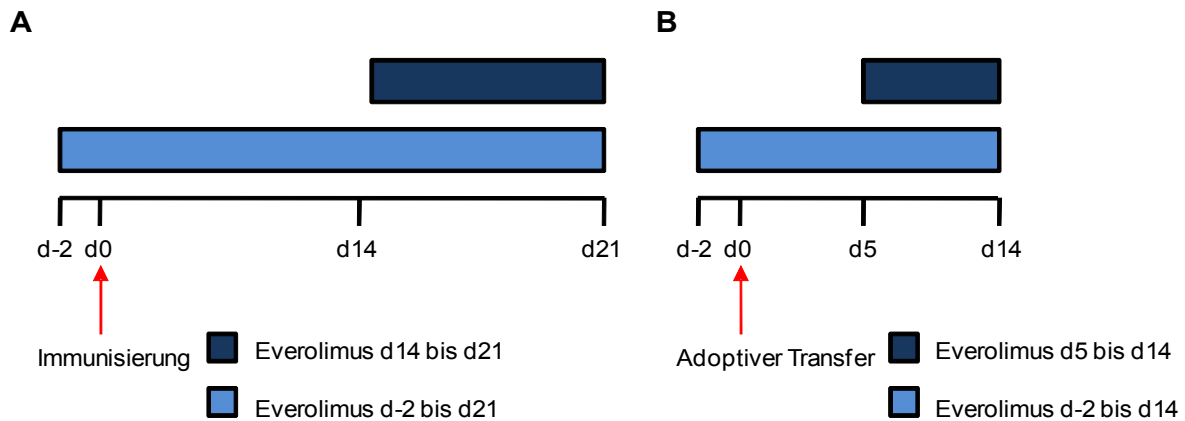 A
d-2 d0 d14 d21
Immunisierung
Everolimus d14 bis d21
Everolimus d-2 bis d21
B
d-2 d0 d5 d14
Adoptiver Transfer
Everolimus d5 bis d14
Everolimus d-2 bis d14